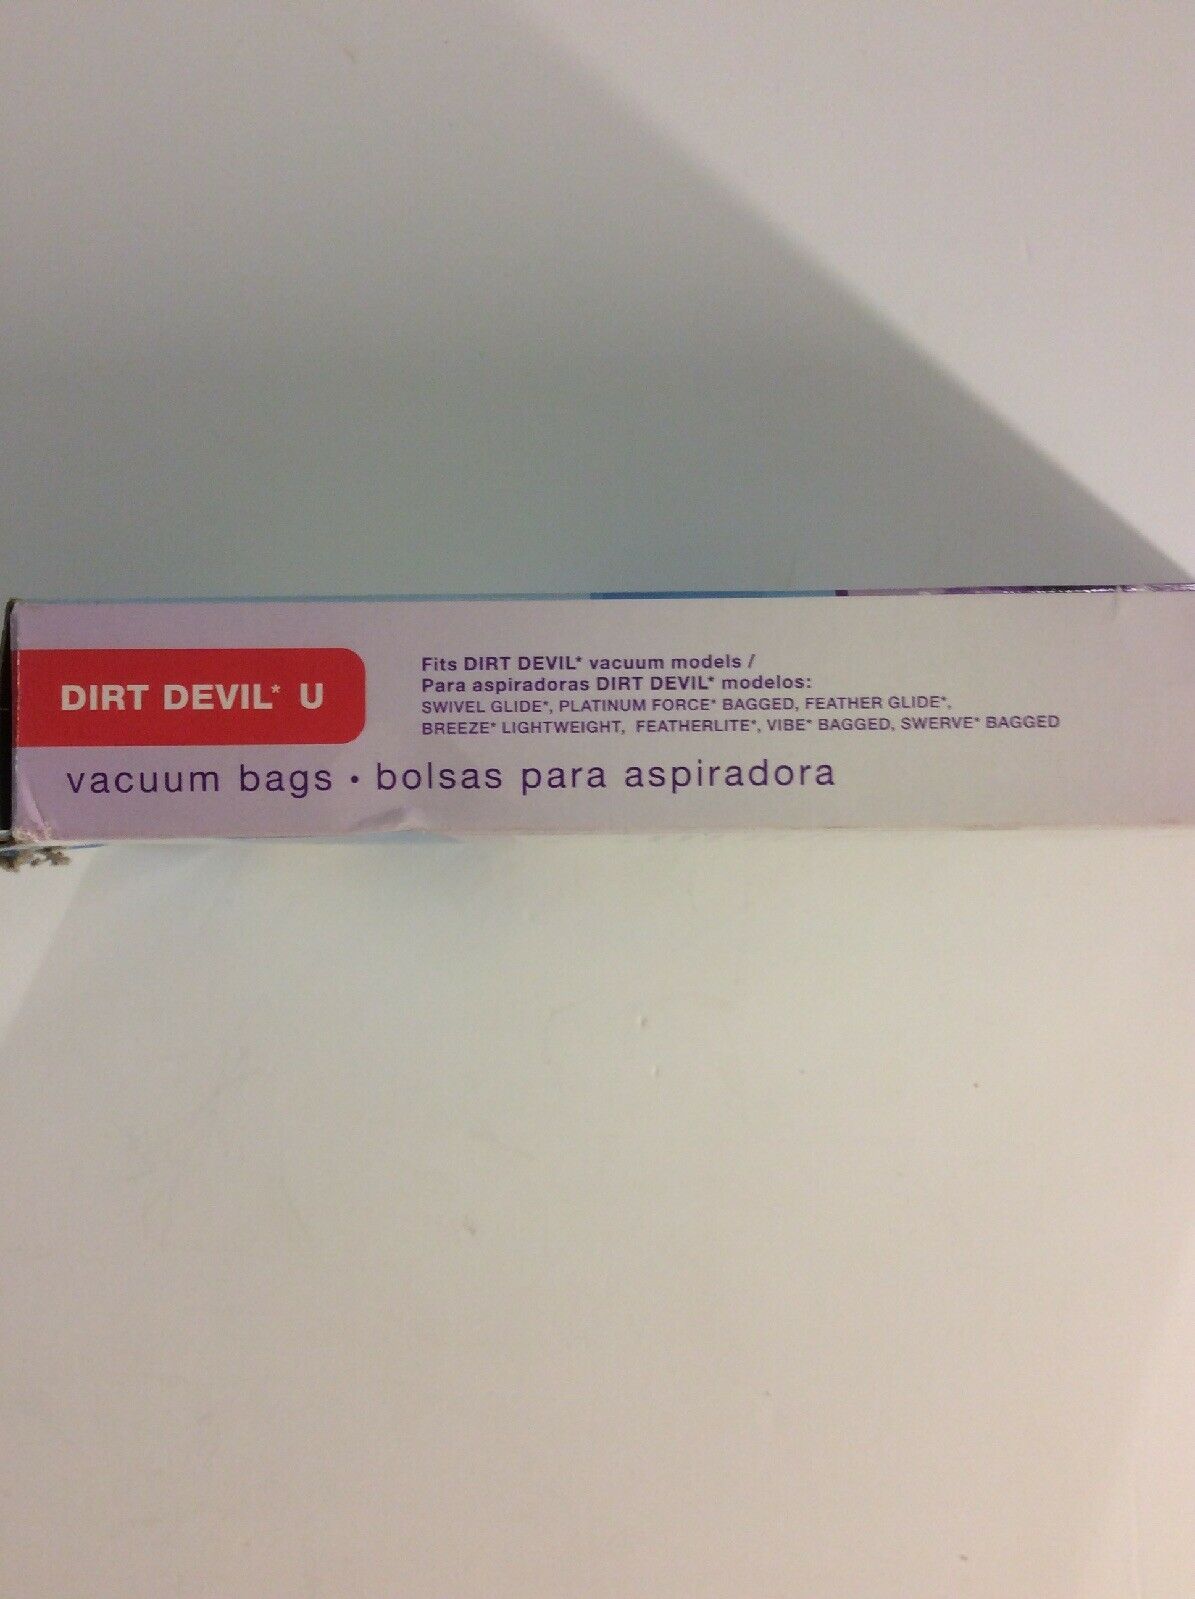 DIRT DEVIL* U
Fits DIRT DEVIL* vacuum models /
Para aspiradoras DIRT DEVIL* modelos:
SWIVEL GLIDE*, PLATINUM FORCE* BAGGED, FEATHER GLIDE*,
BREEZE* LIGHTWEIGHT, FEATHERLITE*, VIBE* BAGGED, SWERVE* BAGGED
vacuum bags • bolsas para aspiradora